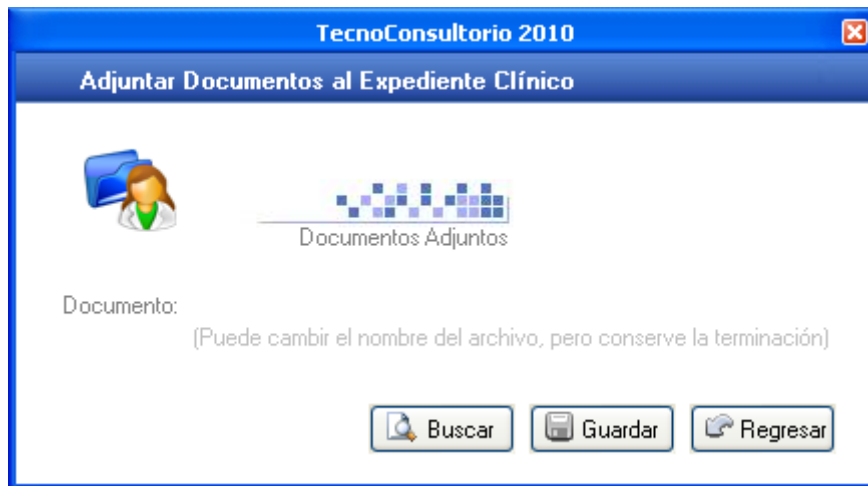 TecnoConsultorio 2010
Adjuntar Documentos al Expediente Clínico
Documentos Adjuntos
Documento:
(Puede cambir el nombre del archivo, pero conserve la terminación)
Buscar Guardar Regresar